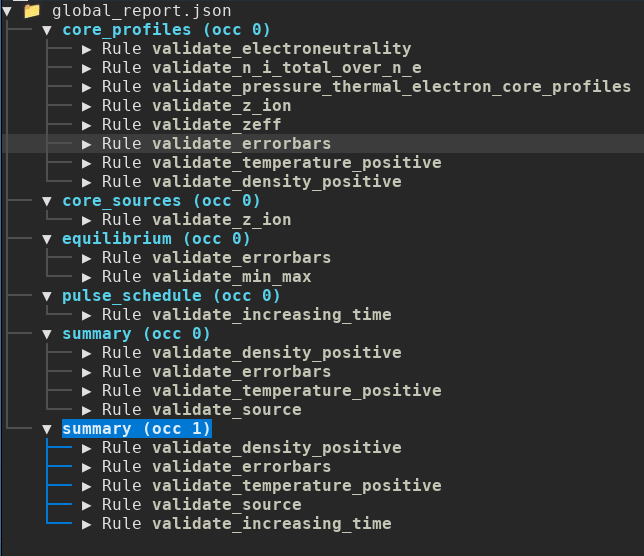 ▼ 📁 global_report.json
▼ core_profiles (occ 0)
▶ Rule validate_electroneutrality
▶ Rule validate_n_i_total_over_n_e
▶ Rule validate_pressure_thermal_electron_core_profiles
▶ Rule validate_z_ion
▶ Rule validate_zeff
▶ Rule validate_errorbars
▶ Rule validate_temperature_positive
▶ Rule validate_density_positive
▼ core_sources (occ 0)
▶ Rule validate_z_ion
▼ equilibrium (occ 0)
▶ Rule validate_errorbars
▶ Rule validate_min_max
▼ pulse_schedule (occ 0)
▶ Rule validate_increasing_time
▼ summary (occ 0)
▶ Rule validate_density_positive
▶ Rule validate_errorbars
▶ Rule validate_temperature_positive
▶ Rule validate_source
▼ summary (occ 1)
▶ Rule validate_density_positive
▶ Rule validate_errorbars
▶ Rule validate_temperature_positive
▶ Rule validate_source
▶ Rule validate_increasing_time